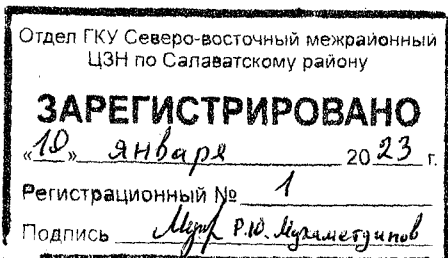 Отдел ГКУ Северо-восточный межрайонный
ЦЗН по Салаватскому району
ЗАРЕГИСТРИРОВАНО
«10» января 2023 г.
Регистрационный № 1
Подпись Р.Ю. Мухаметдинов